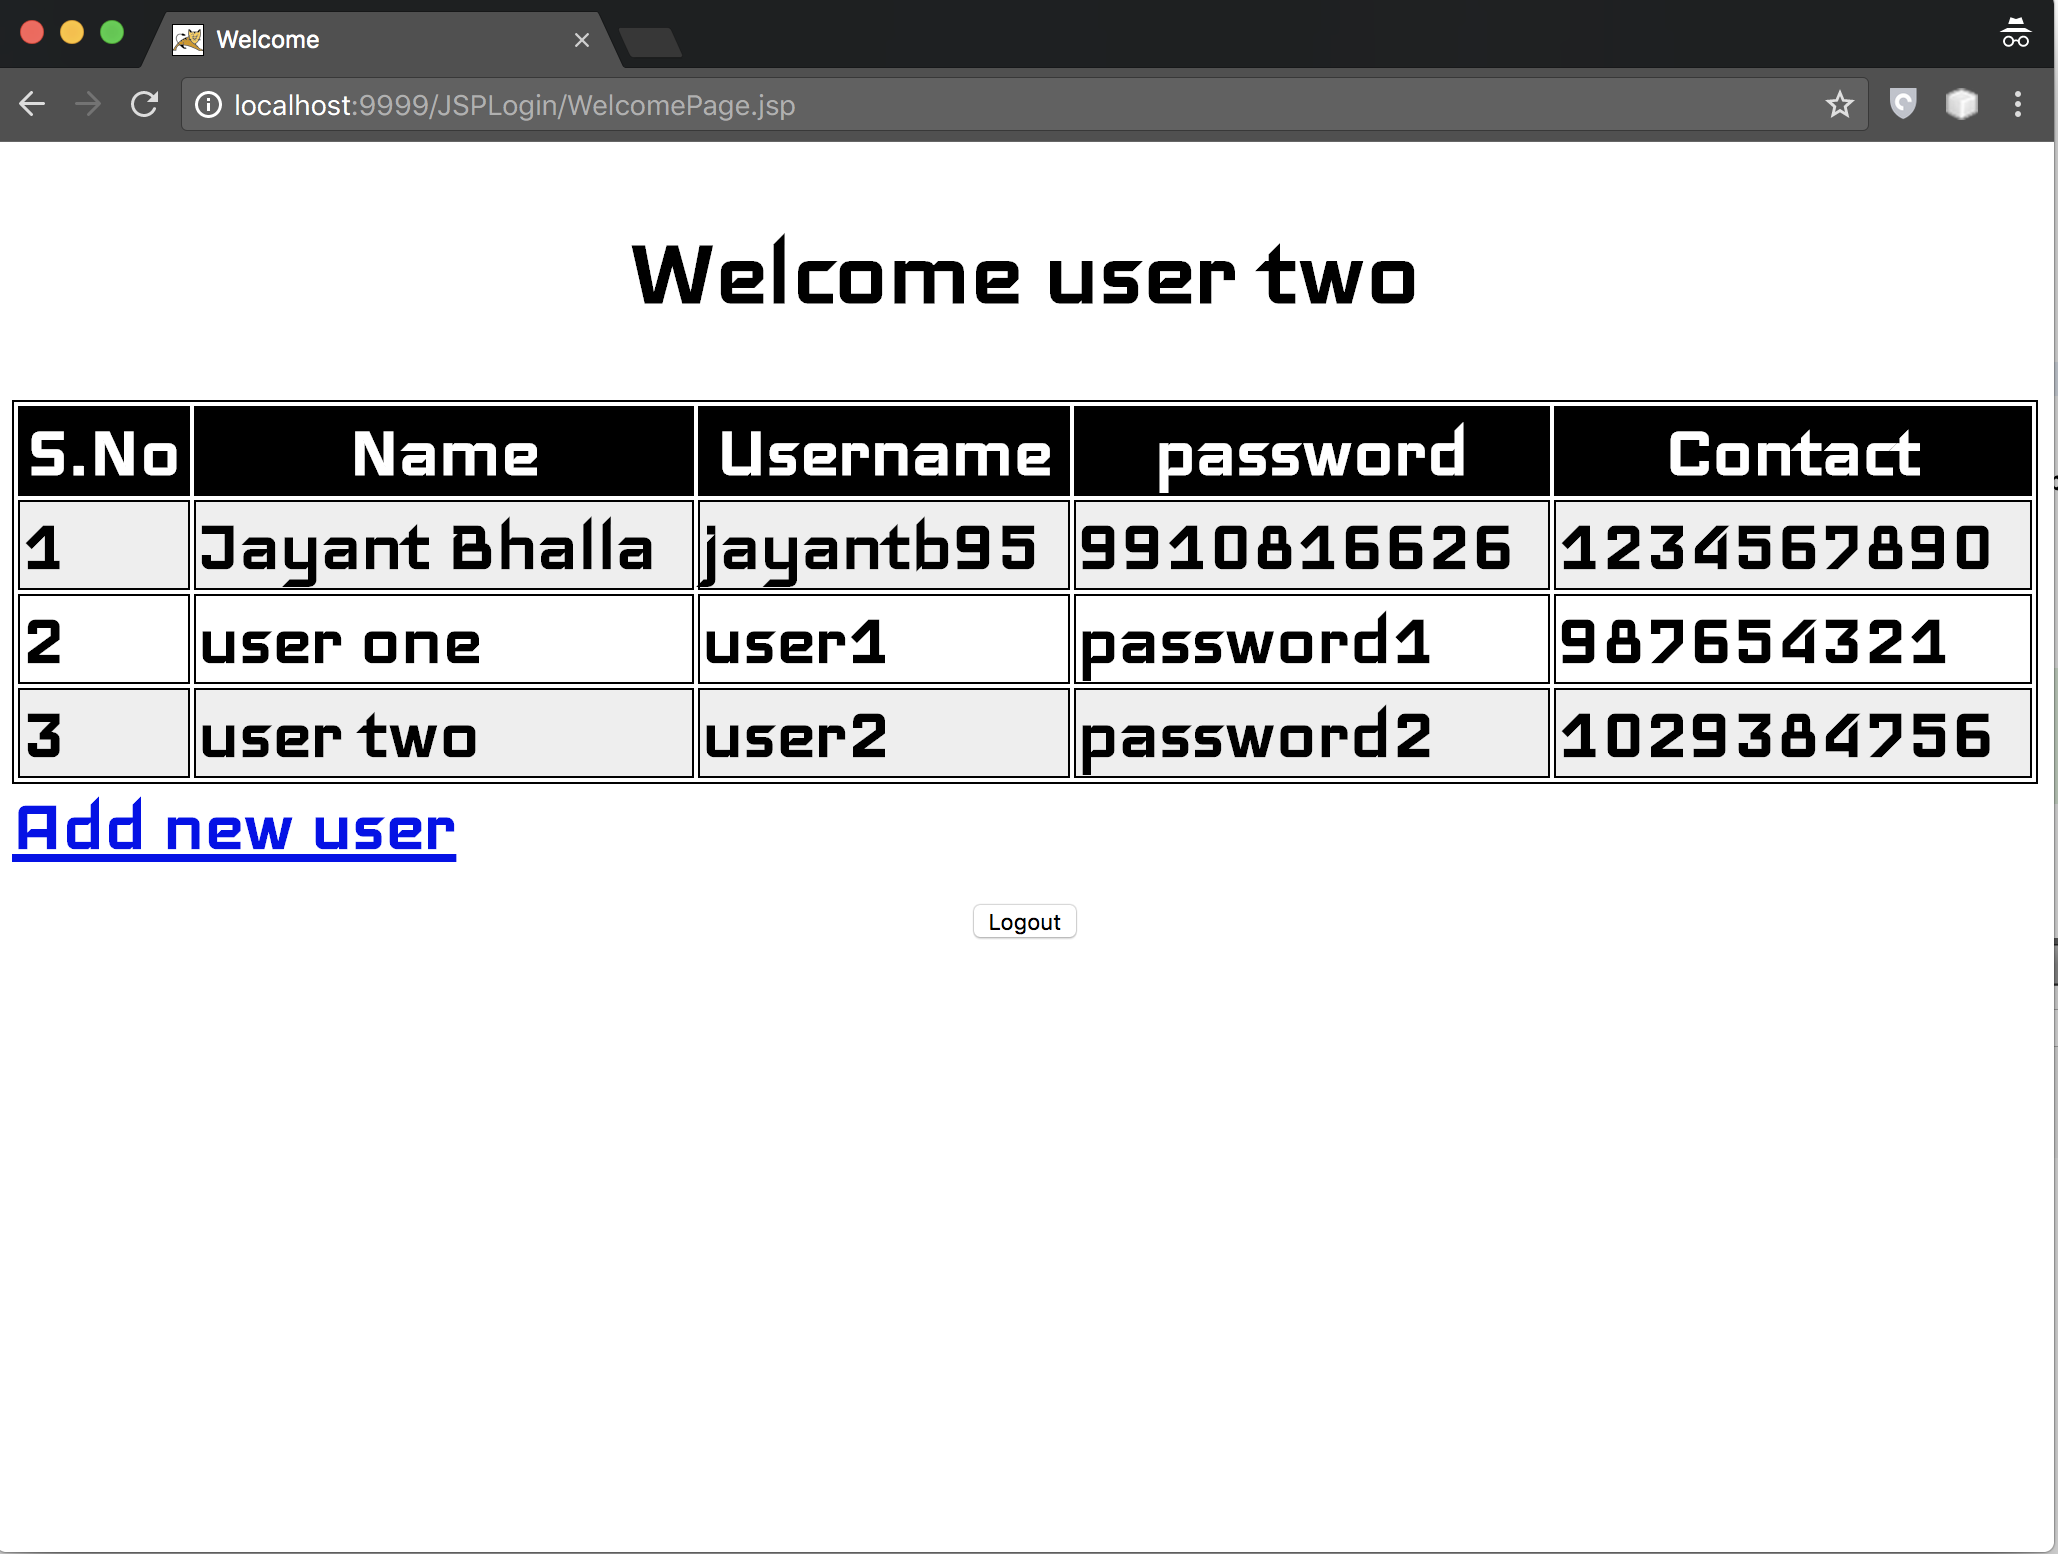 Welcome
localhost:9999/JSPLogin/WelcomePage.jsp
Welcome user two
S.No Name Username password Contact
1 Jayant Bhalla jayantb95 9910816626 1234567890
2 user one user1 password1 987654321
3 user two user2 password2 1029384756
Add new user
Logout